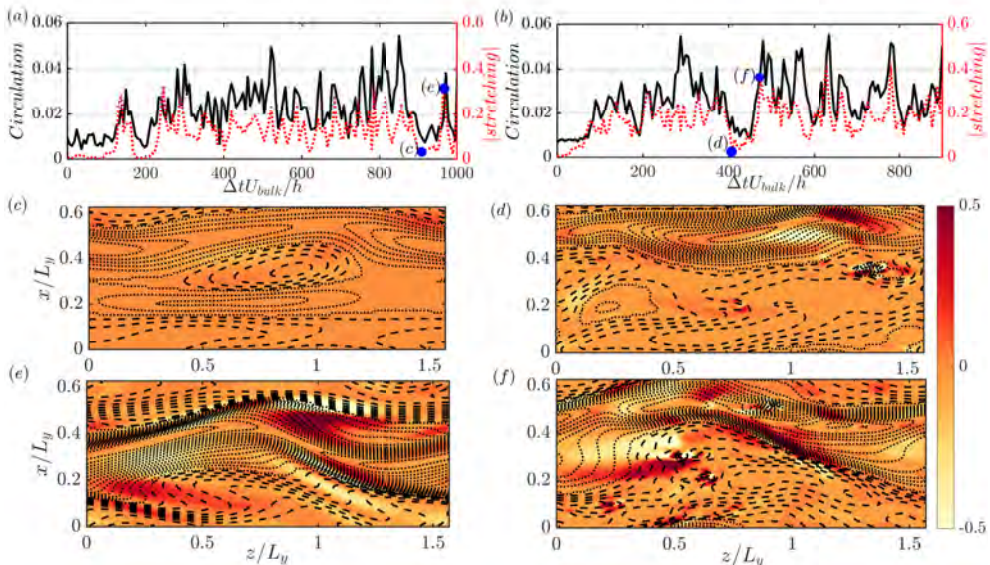 (a)
0.06
0.04
0.02
0
Circulation
0.6
0.4
0.2
0
|stretching|
(e)
(c)
0 200 400 600 800 1000
ΔtU_bulk/h
(b)
0.06
0.04
0.02
0
Circulation
0.6
0.4
0.2
0
|stretching|
(f)
(d)
0 200 400 600 800
ΔtU_bulk/h
(c)
0.6
0.4
0.2
0
x/L_y
0 0.5 1 1.5
(d)
0.6
0.4
0.2
0
0 0.5 1 1.5
0.5
0
-0.5
(e)
0.6
0.4
0.2
0
x/L_y
0 0.5 1 1.5
z/L_y
(f)
0.6
0.4
0.2
0
0 0.5 1 1.5
z/L_y